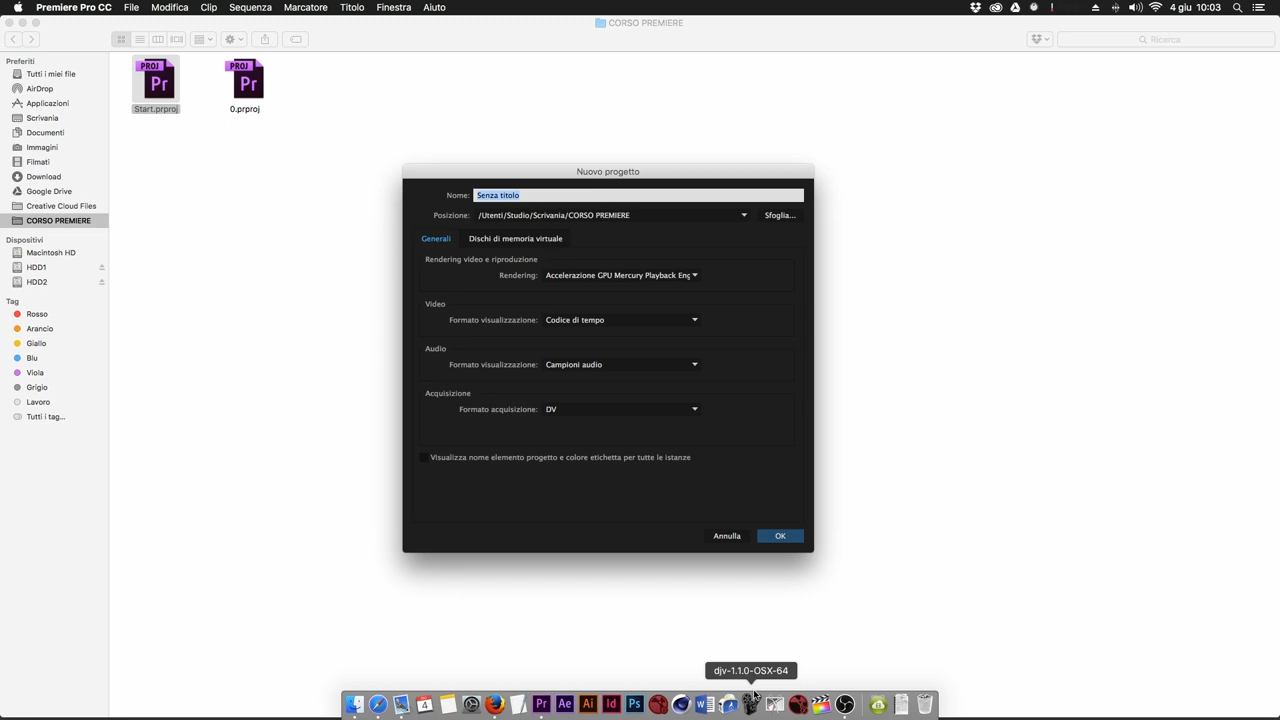 Premiere Pro CC File Modifica Clip Sequenza Marcatore Titolo Finestra Aiuto 4 giu 10:03
CORSO PREMIERE
Ricerca
Preferiti
Tutti i miei file
AirDrop
Applicazioni
Scrivania
Documenti
Immagini
Filmati
Download
Google Drive
Creative Cloud Files
CORSO PREMIERE
Dispositivi
Macintosh HD
HDD1
HDD2
Tag
Rosso
Arancio
Giallo
Blu
Viola
Grigio
Lavoro
Tutti i tag...
PROJ PROJ
Pr Pr
Start.prproj 0.prproj
Nuovo progetto
Nome: Senza titolo
Posizione: /Utenti/Studio/Scrivania/CORSO PREMIERE Sfoglia...
Generali Dischi di memoria virtuale
Rendering video e riproduzione
Rendering: Accelerazione GPU Mercury Playback Eng
Video
Formato visualizzazione: Codice di tempo
Audio
Formato visualizzazione: Campioni audio
Acquisizione
Formato acquisizione: DV
Visualizza nome elemento progetto e colore etichetta per tutte le istanze
Annulla OK
djv-1.1.0-OSX-64
4 Pr Ae Ai Id Ps W